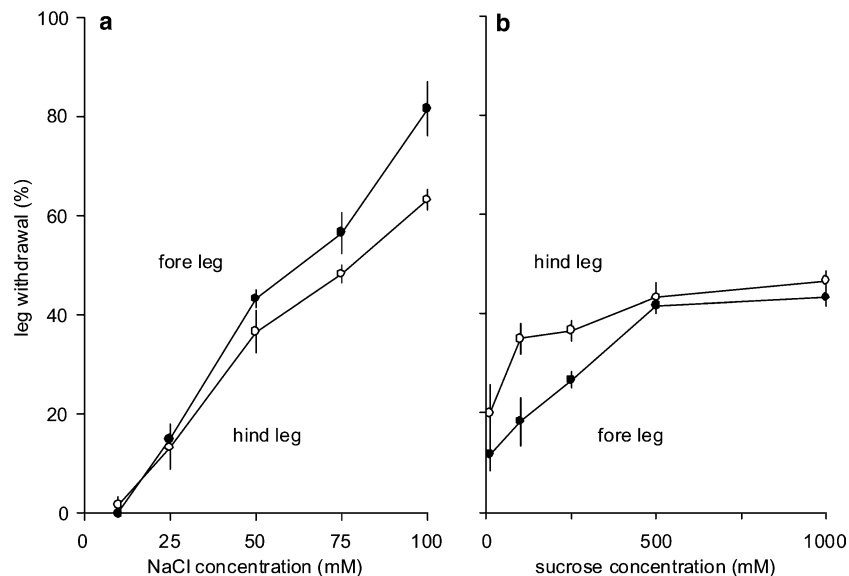 a
b
100
80
60
40
20
0
leg withdrawal (%)
fore leg
hind leg
0 25 50 75 100
NaCl concentration (mM)
hind leg
fore leg
0 500 1000
sucrose concentration (mM)